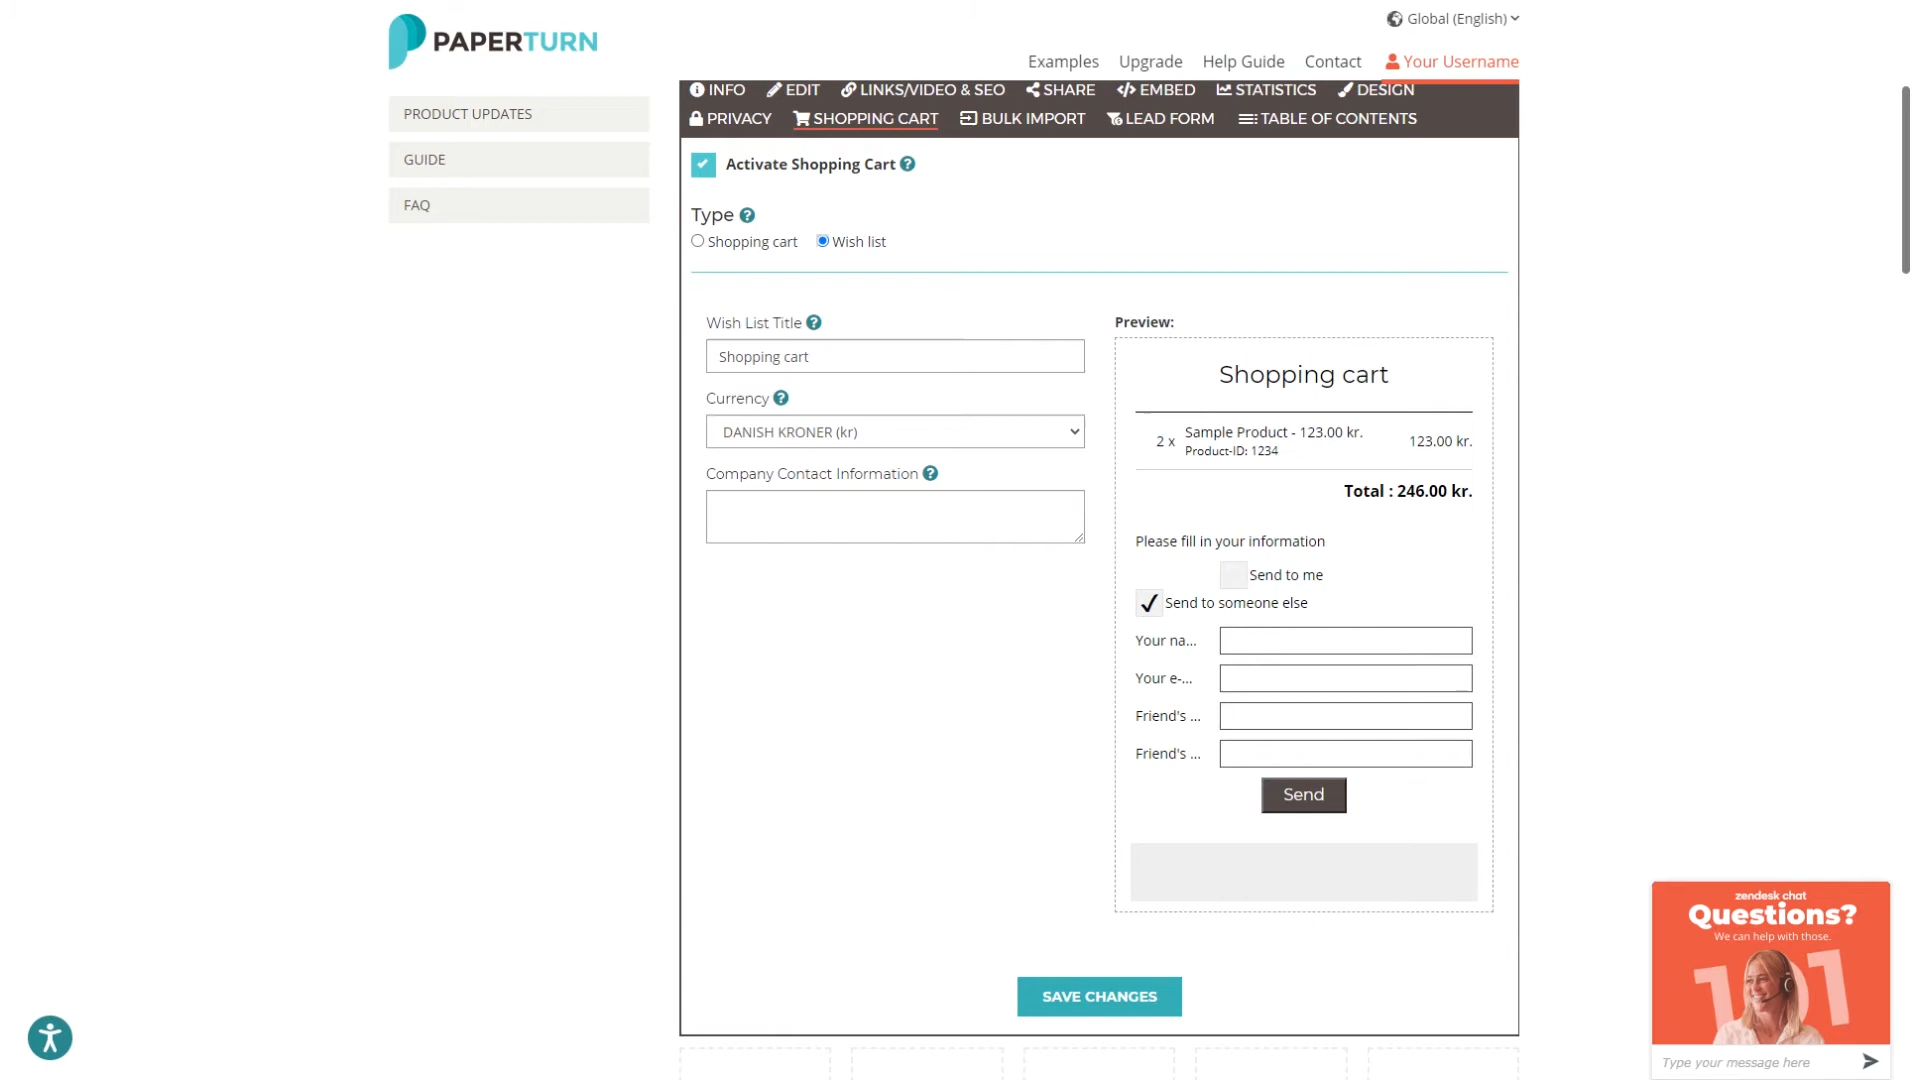 PAPERTURN
Global (English)
Examples
Upgrade
Help Guide
Contact
Your Username
PRODUCT UPDATES
GUIDE
FAQ
INFO
EDIT
LINKS/VIDEO & SEO
SHARE
EMBED
STATISTICS
DESIGN
PRIVACY
SHOPPING CART
BULK IMPORT
LEAD FORM
TABLE OF CONTENTS
Activate Shopping Cart ?
Type ?
Shopping cart
Wish list
Wish List Title ?
Shopping cart
Currency ?
DANISH KRONER (kr)
Company Contact Information ?
Preview:
Shopping cart
2 x Sample Product - 123.00 kr. 123.00 kr.
Product-ID: 1234
Total : 246.00 kr.
Please fill in your information
Send to me
Send to someone else
Your na...
Your e-...
Friend's ...
Friend's ...
Send
SAVE CHANGES
zendesk chat
Questions?
We can help with those.
101
Type your message here